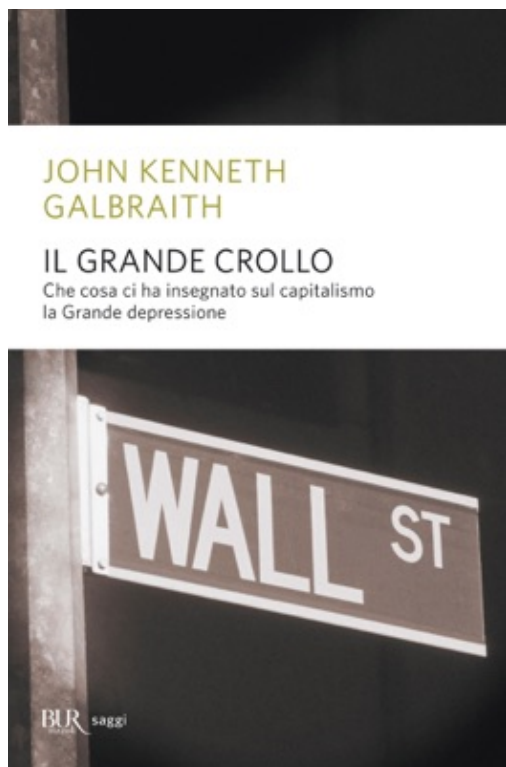 JOHN KENNETH
GALBRAITH
IL GRANDE CROLLO
Che cosa ci ha insegnato sul capitalismo
la Grande depressione
WALL ST
BUR saggi